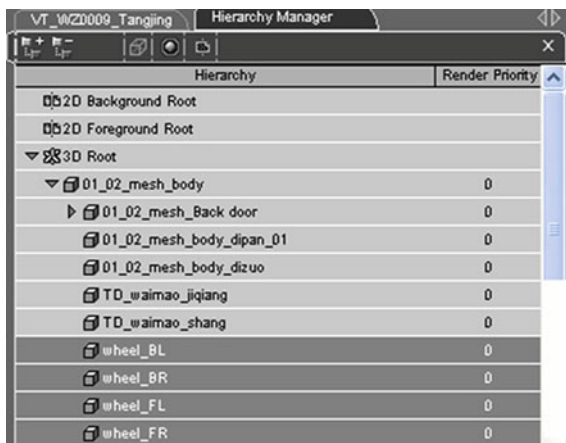 VT_WZ0009_Tangjing Hierarchy Manager
Hierarchy Render Priority
2D Background Root
2D Foreground Root
3D Root
01_02_mesh_body 0
01_02_mesh_Back door 0
01_02_mesh_body_dipan_01 0
01_02_mesh_body_dizuo 0
TD_waimao_jiqiang 0
TD_waimao_shang 0
wheel_BL 0
wheel_BR 0
wheel_FL 0
wheel_FR 0